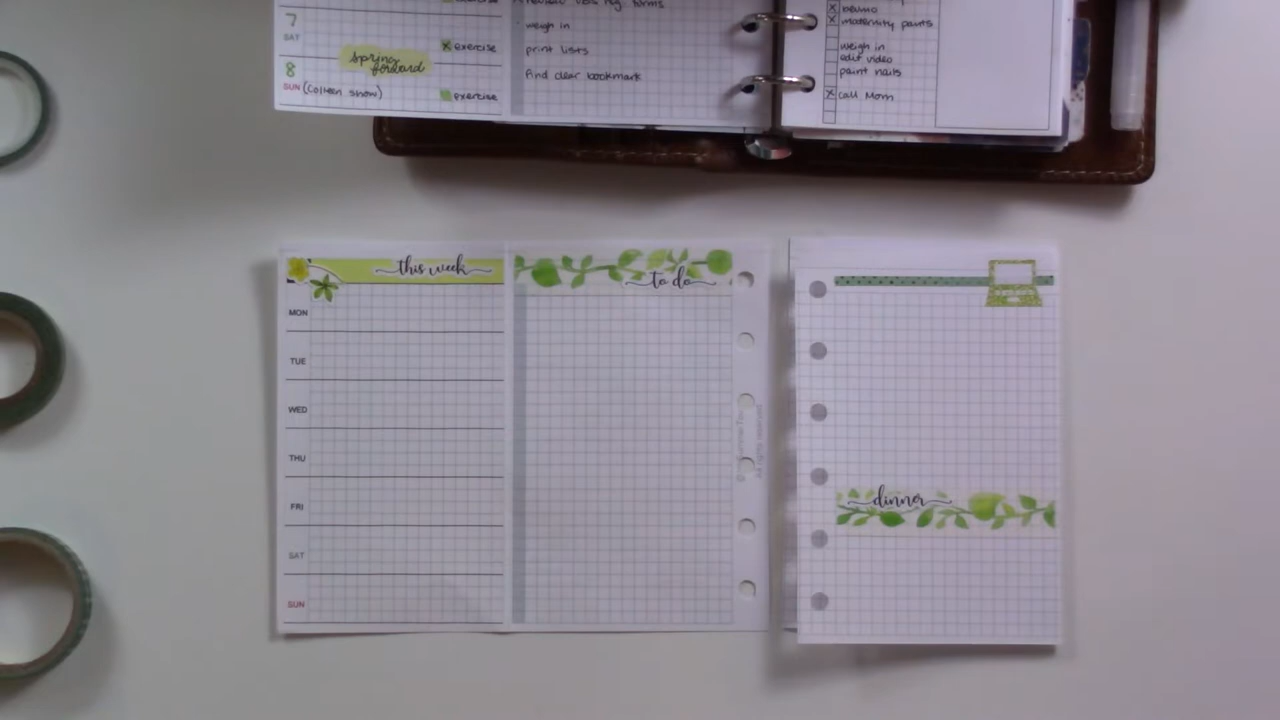 7
SAT
spring
forward
x exercise
8
SUN (Colleen show)
exercise
weigh in
print lists
find clear bookmark
x
x maternity pants
weigh in
edit video
paint nails
x call Mom
this week
MON
TUE
WED
THU
FRI
SAT
SUN
to do
dinner